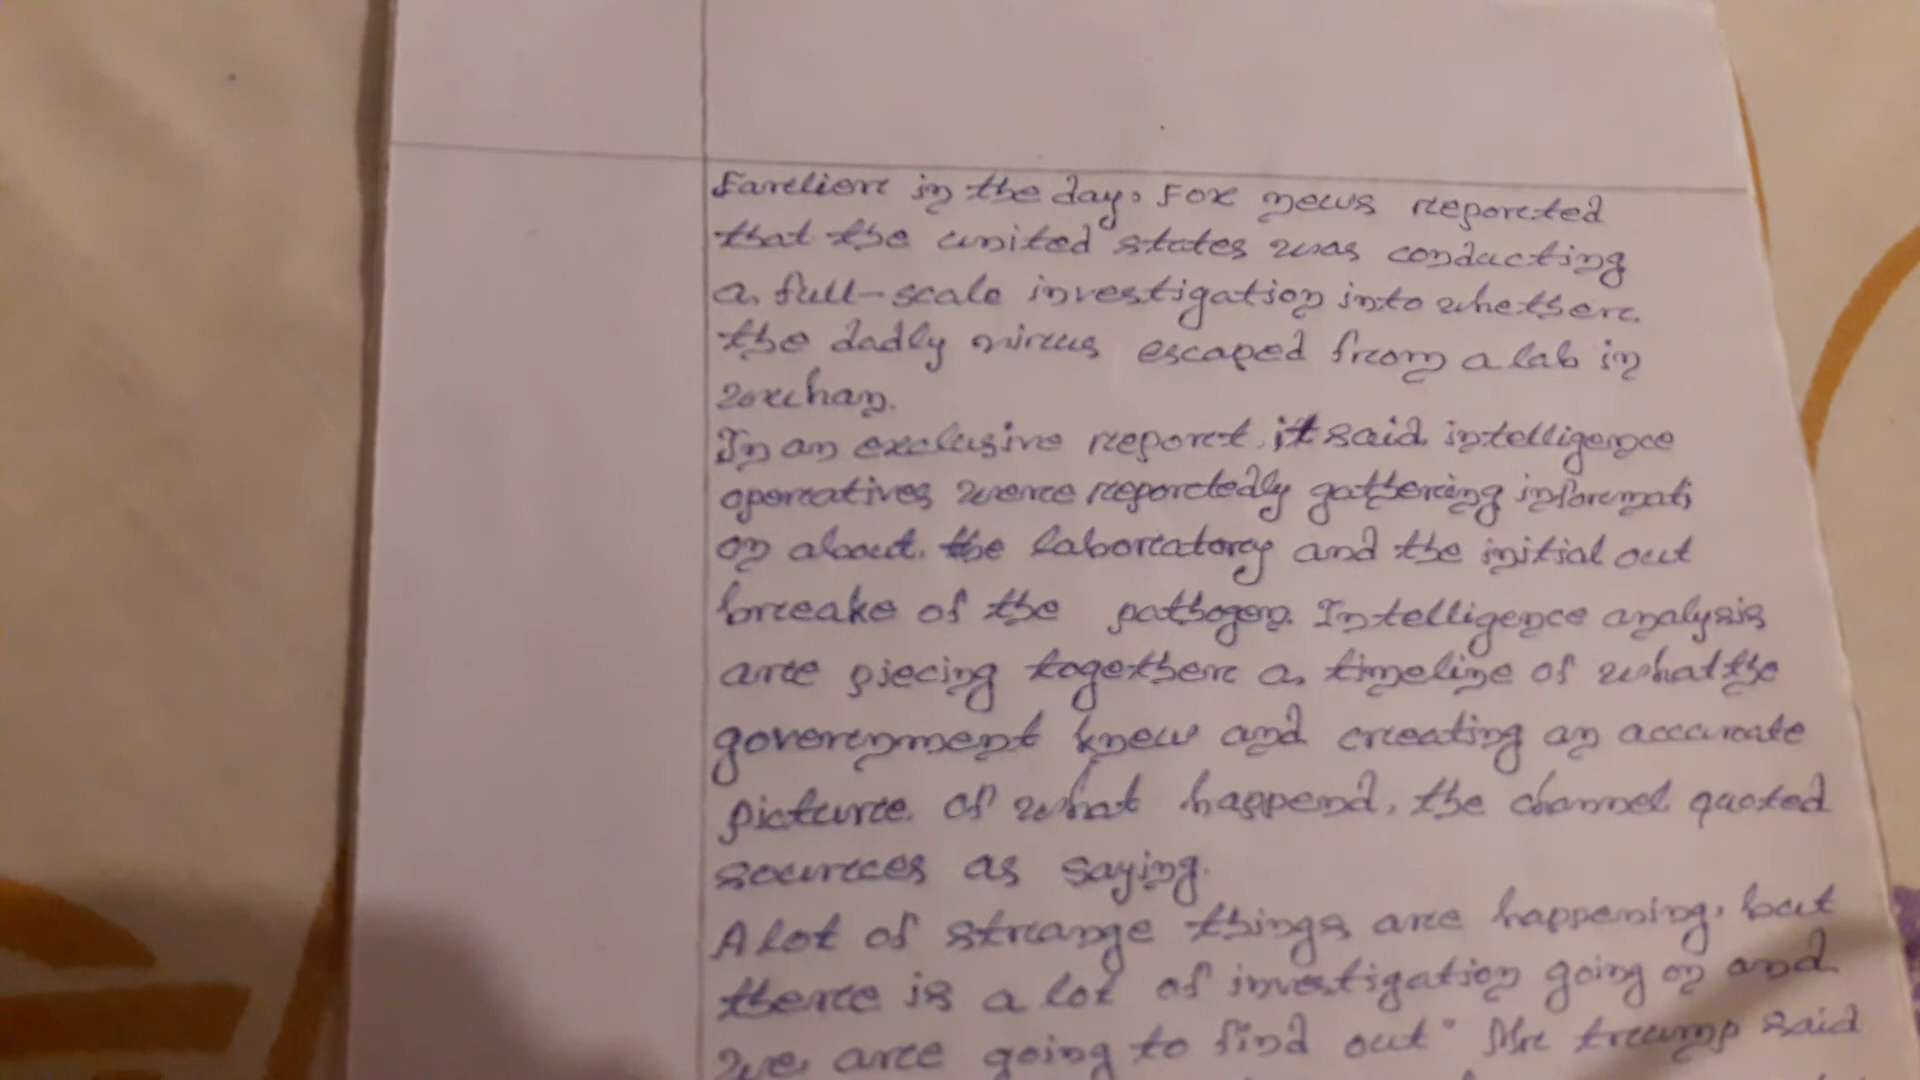 Earelier in the day, Fox news reported
that the united states was conducting
a full-scale investigation into whether
the dadly virus escaped from a lab in
wuhan.
In an exclusive report, it said intelligence
operatives were reportedly gathering informati
on about the laboratory and the initial out
breake of the pathogen. Intelligence analysis
are piecing together a timeline of what the
government knew and creating an accurate
picture of what happend, the channel quoted
sources as saying.
A lot of strange things are happening, but
there is a lot of investigation going on and
we are going to find out" Mr trump said